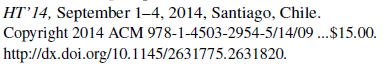 HT'14, September 1–4, 2014, Santiago, Chile.
Copyright 2014 ACM 978-1-4503-2954-5/14/09 ...$15.00.
http://dx.doi.org/10.1145/2631775.2631820.